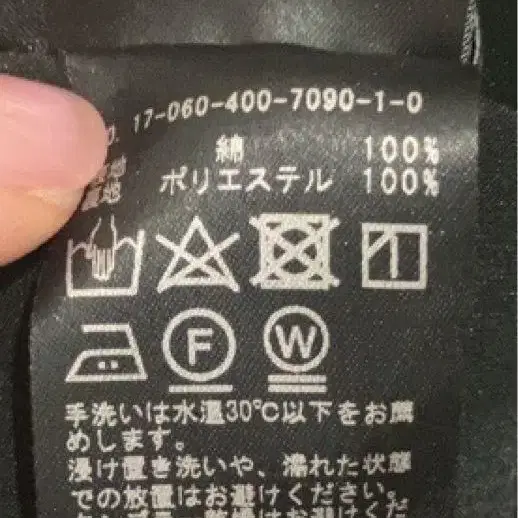 17-060-400-7090-1-0
綿 100%
地 ポリエステル 100%
F W
手洗いは水温30℃以下をお薦
めします。
浸け置き洗いや、濡れた状態
での放置はお避けください。